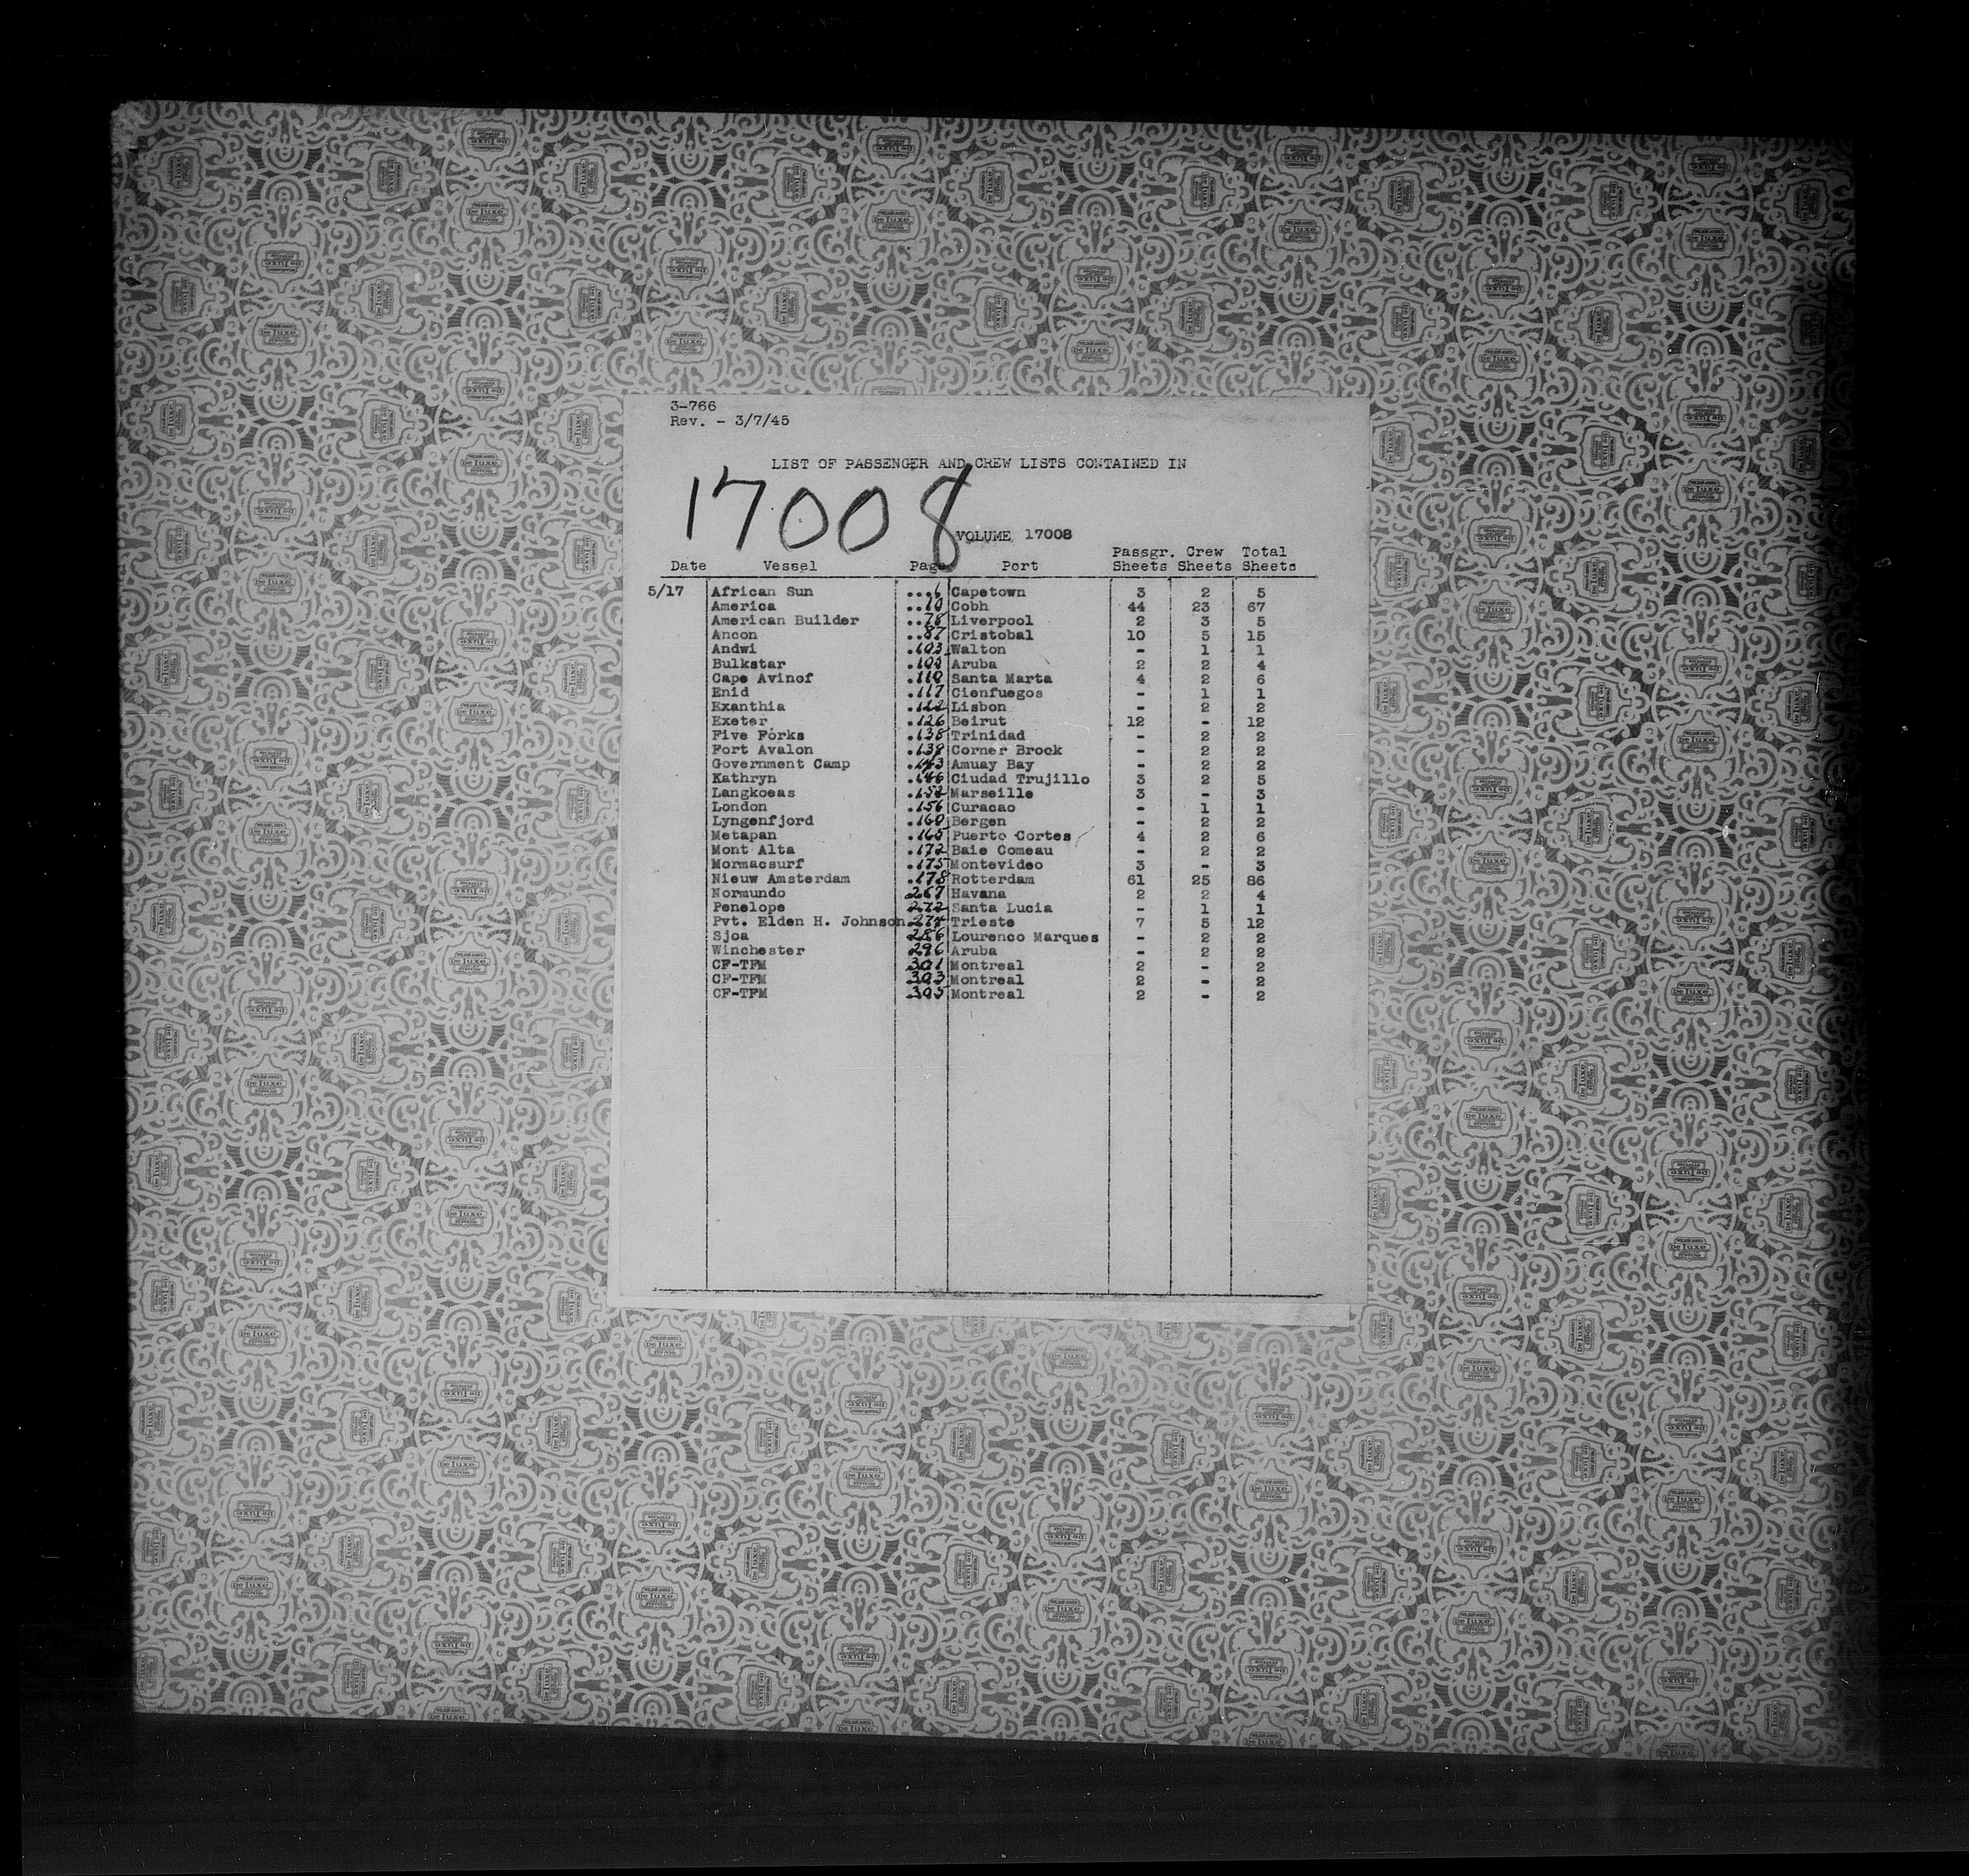 3-766
Rev. - 3/7/45
LIST OF PASSENGER AND CREW LISTS CONTAINED IN
17008
VOLUME 17008
Passgr. Crew Total
Date Vessel Page Port Sheets Sheets Sheets
5/17 African Sun ....6 Capetown 3 2 5
America ..10 Cobh 44 23 67
American Builder Liverpool 2 3 5
Ancon ..87 Cristobal 10 5 15
Andwi .103 Walton - 1 1
Bulkstar Aruba 2 2 4
Cape Avinof .110 Santa Marta 4 2 6
Enid .117 Cienfuegos - 1 1
Exanthia .122 Lisbon - 2 2
Exeter .126 Beirut 12 - 12
Five Forks Trinidad - 2 2
Fort Avalon .138 Corner Brook - 2 2
Government Camp .143 Amuay Bay - 2 2
Kathryn .146 Ciudad Trujillo 3 2 5
Langkoeas .152 Marseille 3 - 3
London .156 Curacao - 1 1
Lyngenfjord .160 Bergen - 2 2
Metapan .165 Puerto Cortes 4 2 6
Mont Alta .172 Baie Comeau - 2 2
Mormacsurf .175 Montevideo 3 - 3
Nieuw Amsterdam .178 Rotterdam 61 25 86
Normundo 267 Havana 2 2 4
Penelope 272 Santa Lucia - 1 1
Pvt. Elden H. Johnson 274 Trieste 7 5 12
Sjoa 286 Lourenco Marques - 2 2
Winchester 296 Aruba - 2 2
CF-TFM 301 Montreal 2 - 2
CF-TFM 303 Montreal 2 - 2
CF-TFM 305 Montreal 2 - 2
De Luxe